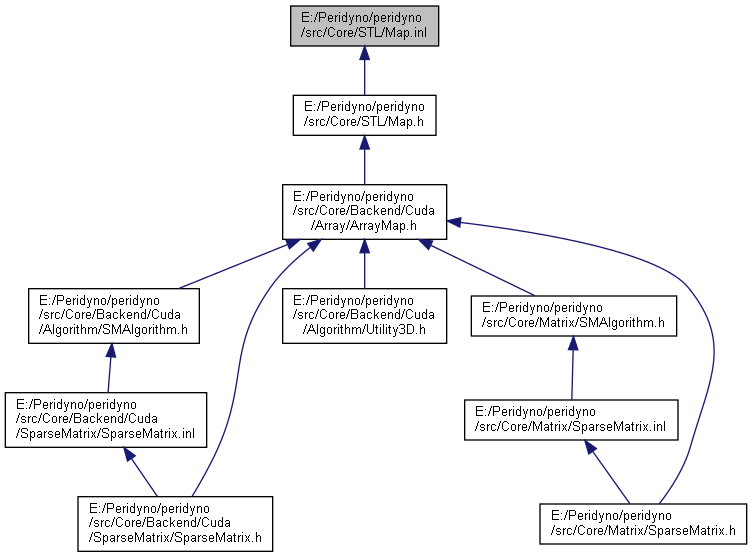 E:/Peridyno/peridyno
/src/Core/STL/Map.inl
E:/Peridyno/peridyno
/src/Core/STL/Map.h
E:/Peridyno/peridyno
/src/Core/Backend/Cuda
/Array/ArrayMap.h
E:/Peridyno/peridyno
/src/Core/Backend/Cuda
/Algorithm/SMAlgorithm.h
E:/Peridyno/peridyno
/src/Core/Backend/Cuda
/Algorithm/Utility3D.h
E:/Peridyno/peridyno
/src/Core/Matrix/SMAlgorithm.h
E:/Peridyno/peridyno
/src/Core/Backend/Cuda
/SparseMatrix/SparseMatrix.inl
E:/Peridyno/peridyno
/src/Core/Matrix/SparseMatrix.inl
E:/Peridyno/peridyno
/src/Core/Backend/Cuda
/SparseMatrix/SparseMatrix.h
E:/Peridyno/peridyno
/src/Core/Matrix/SparseMatrix.h